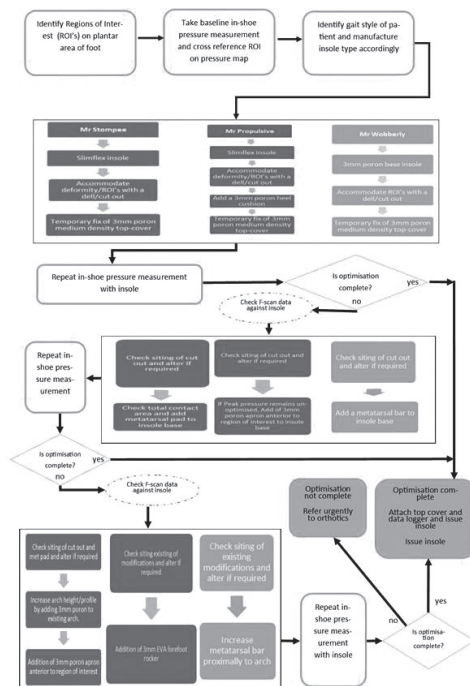 Identify Regions of
Interest (ROI's) on plantar
area of foot
Take baseline in-shoe
pressure measurement
and cross reference ROI
on pressure map
Identify gait style of
patient and manufacture
insole type accordingly
Mr Stompee
Slimflex insole
Accommodate
deformity/ROI's with a
dell/cut out
Temporary fix of 3mm poron
medium density top-cover
Mr Propulsive
Slimflex insole
Accommodate
deformity/ROI's with a
dell/cut out
Add a 3mm poron heel
cushion
Temporary fix of 3mm
poron medium density
top-cover
Mr Wobberly
3mm poron base insole
Accommodate ROI's with a
dell/cut out
Temporary fix of 3mm poron
medium density top-cover
Repeat in-shoe pressure measurement
with insole
Is optimisation
complete?
yes
no
Check F-scan data
against insole
Check siting of cut out
and alter if required
Check total contact
area and add
metatarsal pad to
insole base
Check siting of cut out and
alter if required
If Peak pressure remains un-
optimised, Add of 3mm
poron apron anterior to
region of interest to insole
base
Check siting of cut
out and alter if
required
Add a metatarsal bar to
insole base
Repeat in-
shoe pres-
sure meas-
urement
Is optimisation
complete?
yes
no
Check F-scan data
against insole
Check siting of cut out and
met pad and alter if
required
Increase arch height/profile
by adding 3mm poron to
existing arch.
Addition of 3mm poron apron
anterior to region of interest
Check siting existing of
modifications and alter if
required
Addition of 3mm EVA forefoot
rocker
Check siting of
existing
modifications and
alter if required
Increase
metatarsal bar
proximally to arch
Repeat in-
shoe pres-
sure meas-
urement
with insole
Is optimisa-
tion
complete?
no
yes
Optimisation
not complete
Refer urgently
to orthotics
Optimisation com-
plete
Attach top cover and
data logger and issue
insole
Issue insole